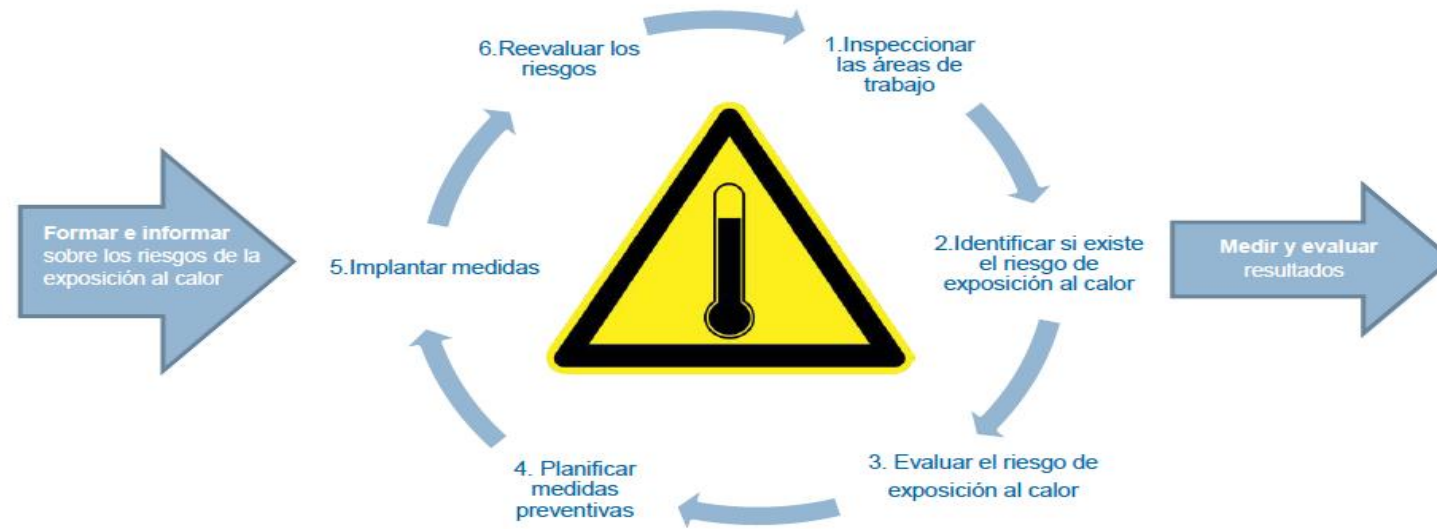 Formar e informar
sobre los riesgos de la
exposición al calor
1.Inspeccionar
las áreas de
trabajo
2.Identificar si existe
el riesgo de
exposición al calor
3. Evaluar el riesgo de
exposición al calor
4. Planificar
medidas
preventivas
5.Implantar medidas
6.Reevaluar los
riesgos
Medir y evaluar
resultados